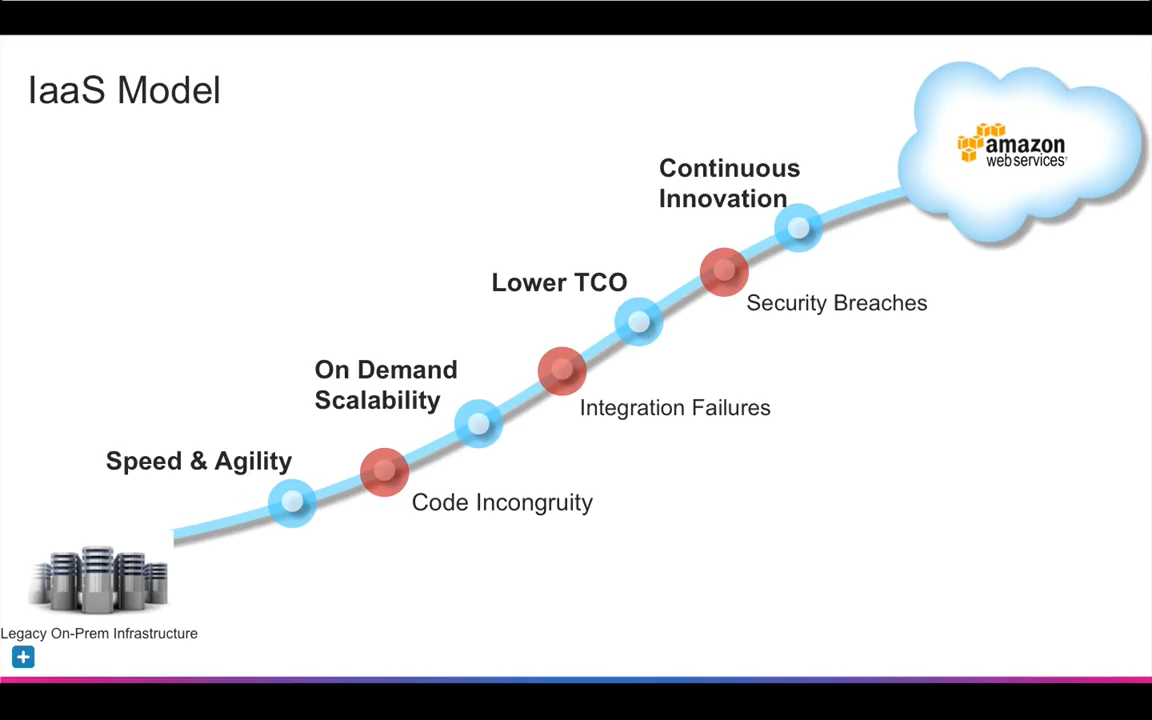 IaaS Model
amazon
webservices
Continuous
Innovation
Lower TCO
Security Breaches
On Demand
Scalability
Integration Failures
Speed & Agility
Code Incongruity
Legacy On-Prem Infrastructure